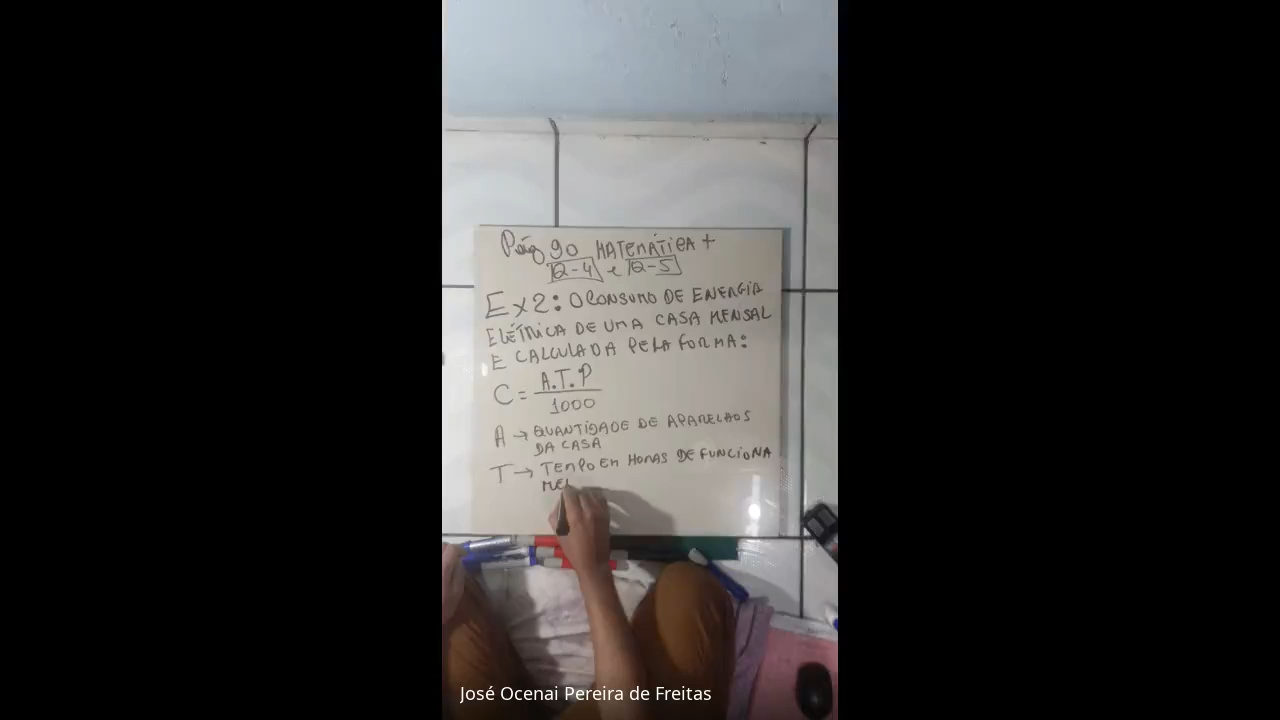 Pág 90 MATEMÁTICA +
Q-4 e Q-5
Ex2: O CONSUMO DE ENERGIA
ELÉTRICA DE UMA CASA MENSAL
E CALCULADA PELA FORMA:
C = A.T.P
1000
A → QUANTIDADE DE APARELHOS
DA CASA
T → TEMPO EM HORAS DE FUNCIONA
MEN
José Ocenai Pereira de Freitas